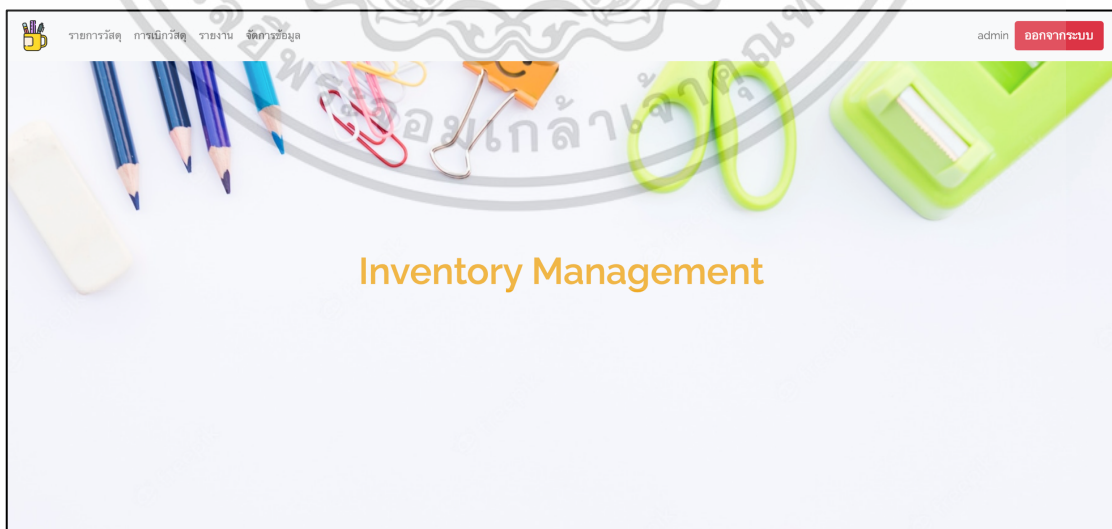 รายการวัสดุ การเบิกวัสดุ รายงาน จัดการข้อมูล admin ออกจากระบบ
Inventory Management